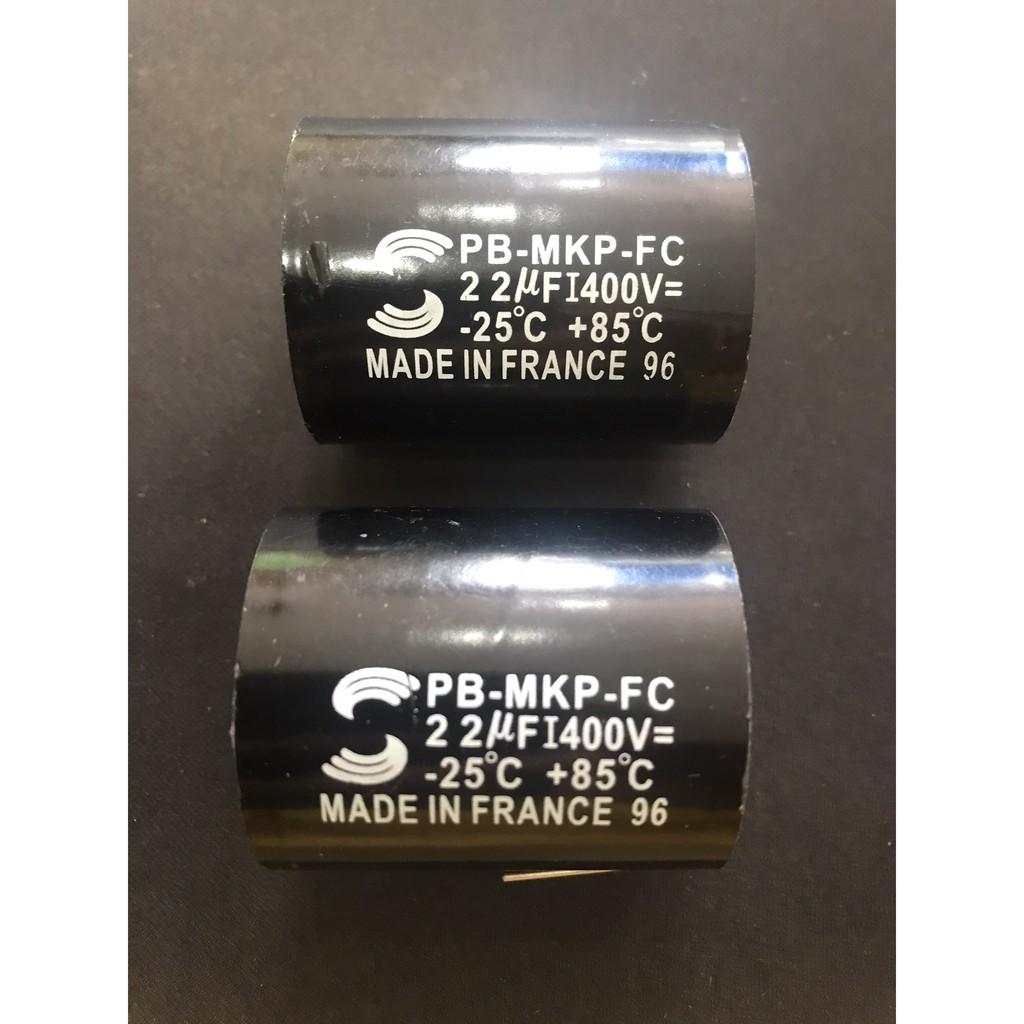 PB-MKP-FC
2 2μFI400V=
-25°C +85°C
MADE IN FRANCE 96
PB-MKP-FC
2 2μFI400V=
-25°C +85°C
MADE IN FRANCE 96